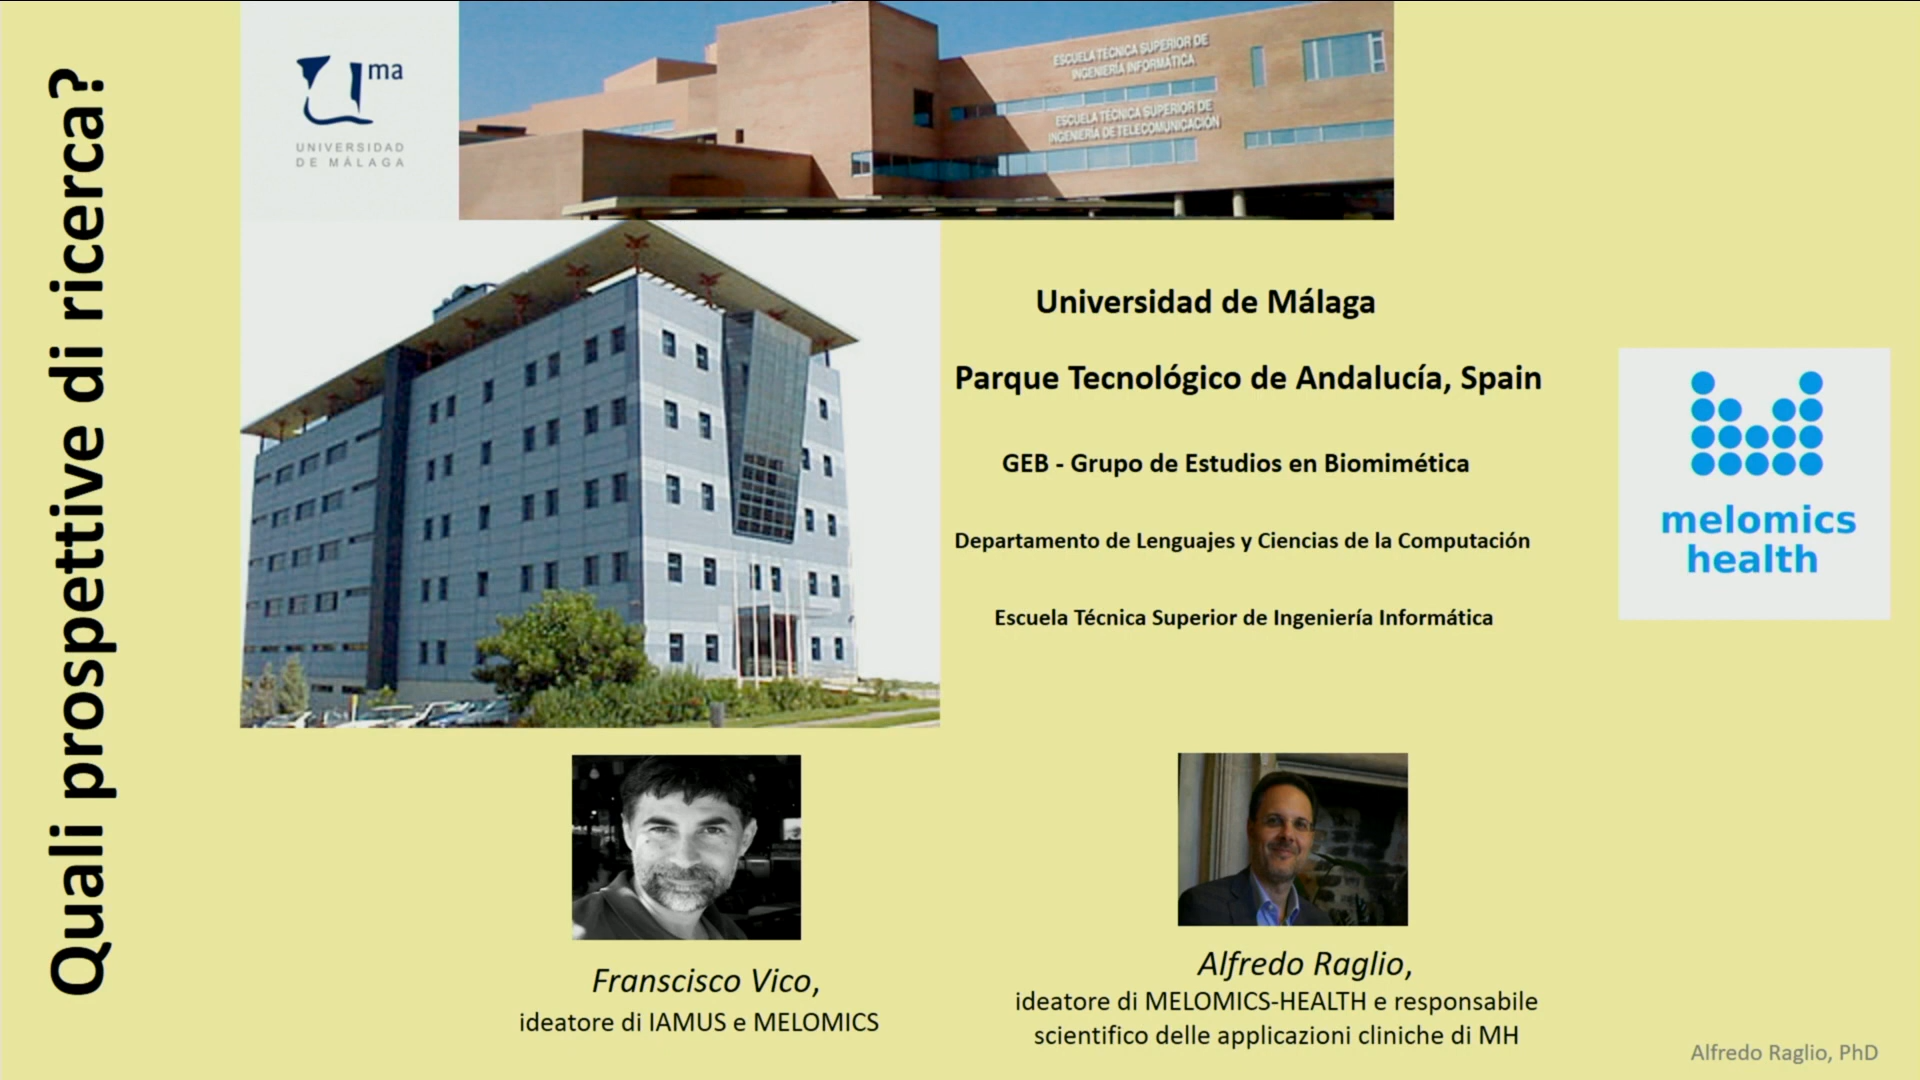 Quali prospettive di ricerca?
uma
UNIVERSIDAD
DE MÁLAGA
ESCUELA TÉCNICA SUPERIOR DE
INGENIERÍA INFORMÁTICA
ESCUELA TÉCNICA SUPERIOR DE
INGENIERÍA DE TELECOMUNICACIÓN
Universidad de Málaga
Parque Tecnológico de Andalucía, Spain
GEB - Grupo de Estudios en Biomimética
Departamento de Lenguajes y Ciencias de la Computación
Escuela Técnica Superior de Ingeniería Informática
melomics
health
Franscisco Vico,
ideatore di IAMUS e MELOMICS
Alfredo Raglio,
ideatore di MELOMICS-HEALTH e responsabile
scientifico delle applicazioni cliniche di MH
Alfredo Raglio, PhD